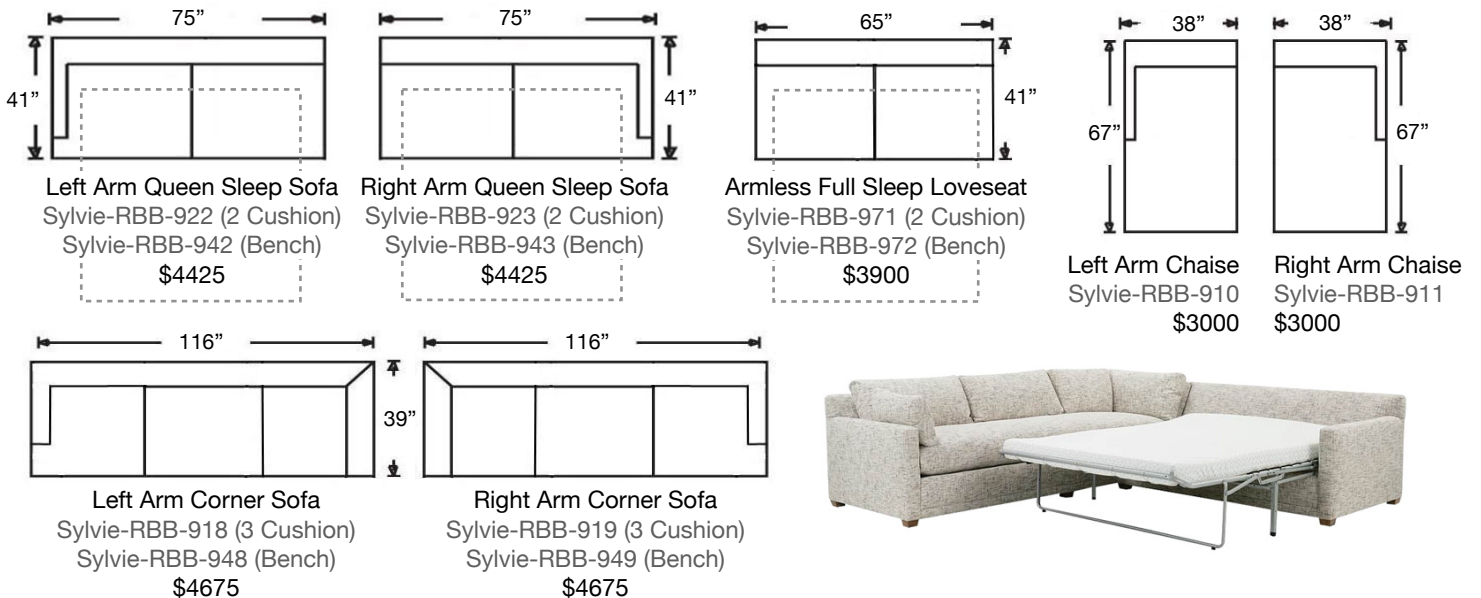 75”
41”
Left Arm Queen Sleep Sofa
Sylvie-RBB-922 (2 Cushion)
Sylvie-RBB-942 (Bench)
$4425
75”
41”
Right Arm Queen Sleep Sofa
Sylvie-RBB-923 (2 Cushion)
Sylvie-RBB-943 (Bench)
$4425
65”
41”
Armless Full Sleep Loveseat
Sylvie-RBB-971 (2 Cushion)
Sylvie-RBB-972 (Bench)
$3900
38”
67”
Left Arm Chaise
Sylvie-RBB-910
$3000
38”
67”
Right Arm Chaise
Sylvie-RBB-911
$3000
116”
39”
Left Arm Corner Sofa
Sylvie-RBB-918 (3 Cushion)
Sylvie-RBB-948 (Bench)
$4675
116”
Right Arm Corner Sofa
Sylvie-RBB-919 (3 Cushion)
Sylvie-RBB-949 (Bench)
$4675